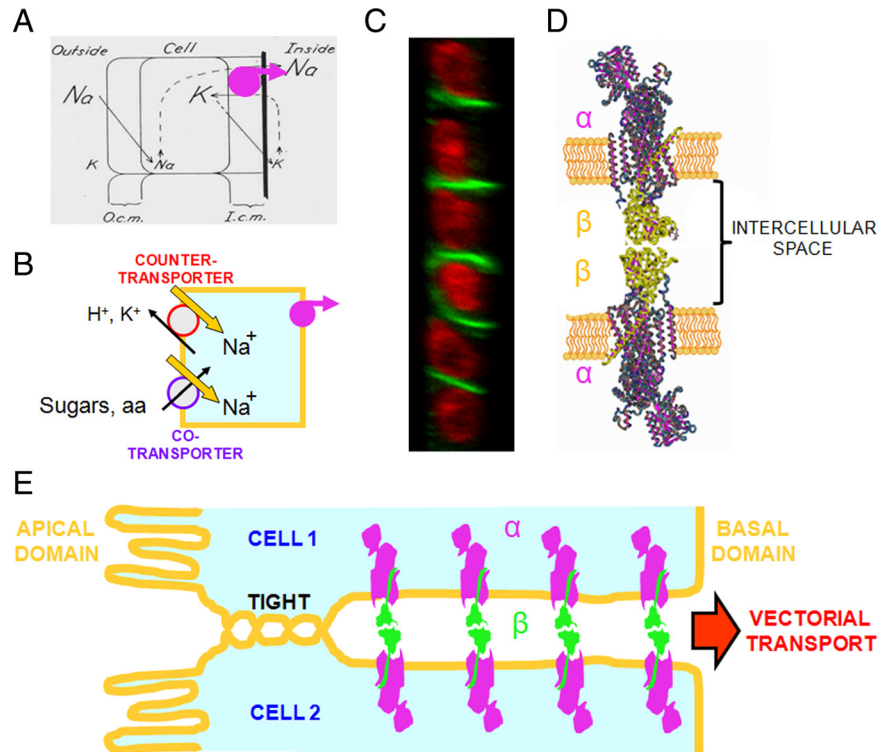 A
Outside
Cell
Inside
Na
K
Na
K
Na
K
O.c.m.
I.c.m.
B
COUNTER-
TRANSPORTER
H+, K+
Na+
Sugars, aa
Na+
CO-
TRANSPORTER
C
D
α
β
β
α
INTERCELLULAR
SPACE
E
APICAL
DOMAIN
CELL 1
TIGHT
CELL 2
α
β
BASAL
DOMAIN
VECTORIAL
TRANSPORT